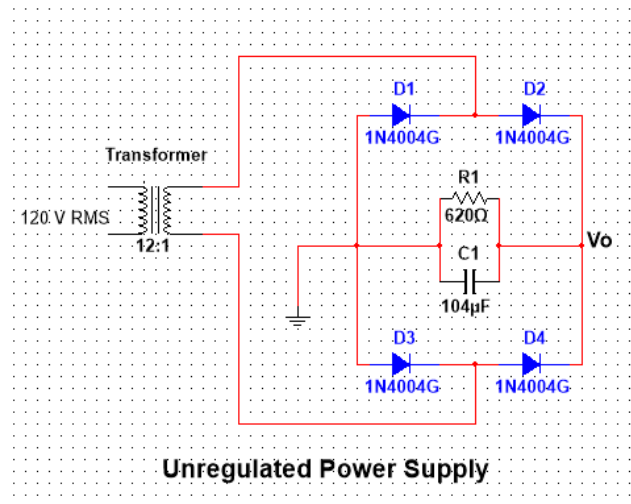 D1
D2
1N4004G
1N4004G
Transformer
R1
620Ω
120 V RMS
12:1
Vo
C1
104µF
D3
D4
1N4004G
1N4004G
Unregulated Power Supply